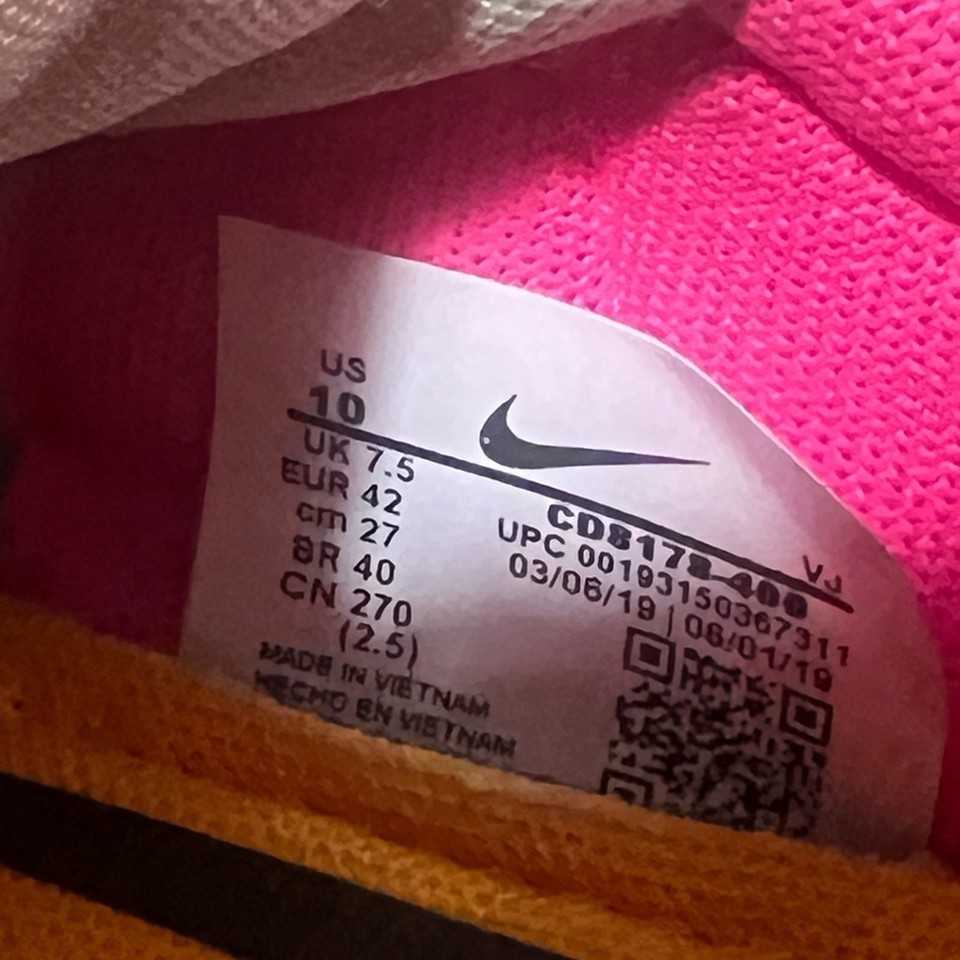 US
10
UK 7.5
EUR 42
cm 27
BR 40
CN 270
(2.5)
MADE IN VIETNAM
HECHO EN VIETNAM
VJ
CD8178-400
UPC 00193150367311
03/06/19 | 06/01/19